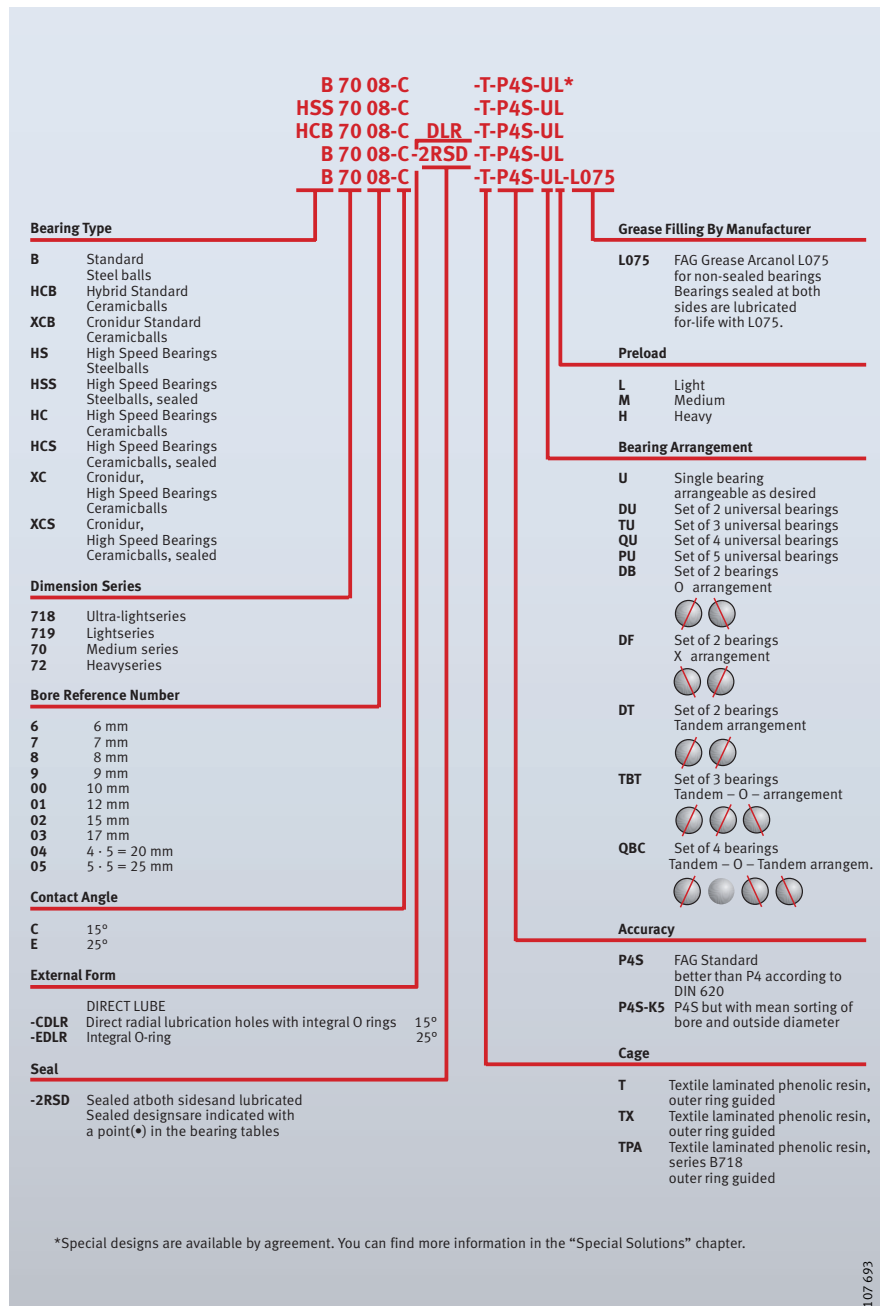 B 70 08-C -T-P4S-UL*
HSS 70 08-C -T-P4S-UL
HCB 70 08-C DLR -T-P4S-UL
B 70 08-C-2RSD -T-P4S-UL
B 70 08-C -T-P4S-UL-L075
Bearing Type
B Standard
Steel balls
HCB Hybrid Standard
Ceramicballs
XCB Cronidur Standard
Ceramicballs
HS High Speed Bearings
Steelballs
HSS High Speed Bearings
Steelballs, sealed
HC High Speed Bearings
Ceramicballs
HCS High Speed Bearings
Ceramicballs, sealed
XC Cronidur,
High Speed Bearings
Ceramicballs
XCS Cronidur,
High Speed Bearings
Ceramicballs, sealed
Dimension Series
718 Ultra-lightseries
719 Lightseries
70 Medium series
72 Heavyseries
Bore Reference Number
6 6 mm
7 7 mm
8 8 mm
9 9 mm
00 10 mm
01 12 mm
02 15 mm
03 17 mm
04 4 · 5 = 20 mm
05 5 · 5 = 25 mm
Contact Angle
C 15°
E 25°
External Form
DIRECT LUBE
-CDLR Direct radial lubrication holes with integral O rings 15°
-EDLR Integral O-ring 25°
Seal
-2RSD Sealed atboth sidesand lubricated
Sealed designsare indicated with
a point(•) in the bearing tables
Grease Filling By Manufacturer
L075 FAG Grease Arcanol L075
for non-sealed bearings
Bearings sealed at both
sides are lubricated
for-life with L075.
Preload
L Light
M Medium
H Heavy
Bearing Arrangement
U Single bearing
arrangeable as desired
DU Set of 2 universal bearings
TU Set of 3 universal bearings
QU Set of 4 universal bearings
PU Set of 5 universal bearings
DB Set of 2 bearings
O arrangement
DF Set of 2 bearings
X arrangement
DT Set of 2 bearings
Tandem arrangement
TBT Set of 3 bearings
Tandem – O – arrangement
QBC Set of 4 bearings
Tandem – O – Tandem arrangem.
Accuracy
P4S FAG Standard
better than P4 according to
DIN 620
P4S-K5 P4S but with mean sorting of
bore and outside diameter
Cage
T Textile laminated phenolic resin,
outer ring guided
TX Textile laminated phenolic resin,
outer ring guided
TPA Textile laminated phenolic resin,
series B718
outer ring guided
*Special designs are available by agreement. You can find more information in the “Special Solutions” chapter.
107 693